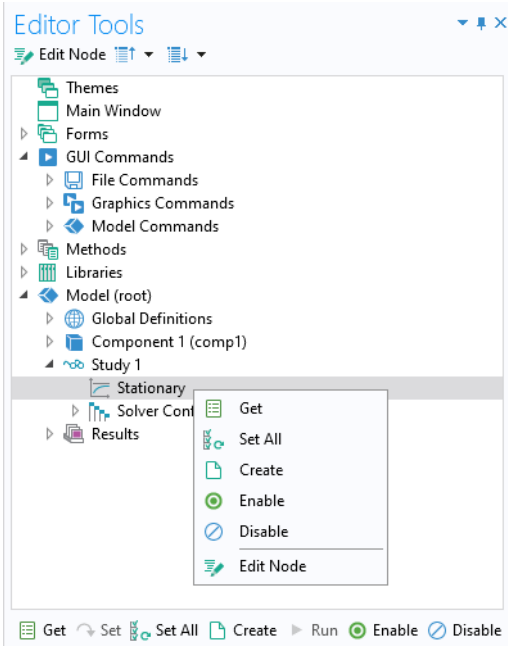 Editor Tools
Edit Node
Themes
Main Window
Forms
GUI Commands
File Commands
Graphics Commands
Model Commands
Methods
Libraries
Model (root)
Global Definitions
Component 1 (comp1)
Study 1
Stationary
Solver Conf
Results
Get
Set All
Create
Enable
Disable
Edit Node
Get Set Set All Create Run Enable Disable